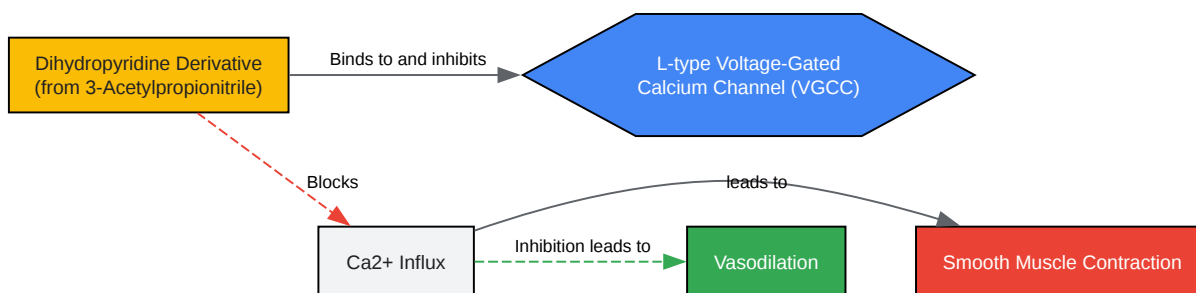 Dihydropyridine Derivative
(from 3-Acetylpropionitrile)
Binds to and inhibits
L-type Voltage-Gated
Calcium Channel (VGCC)
Blocks
leads to
Ca2+ Influx
Inhibition leads to
Vasodilation
Smooth Muscle Contraction